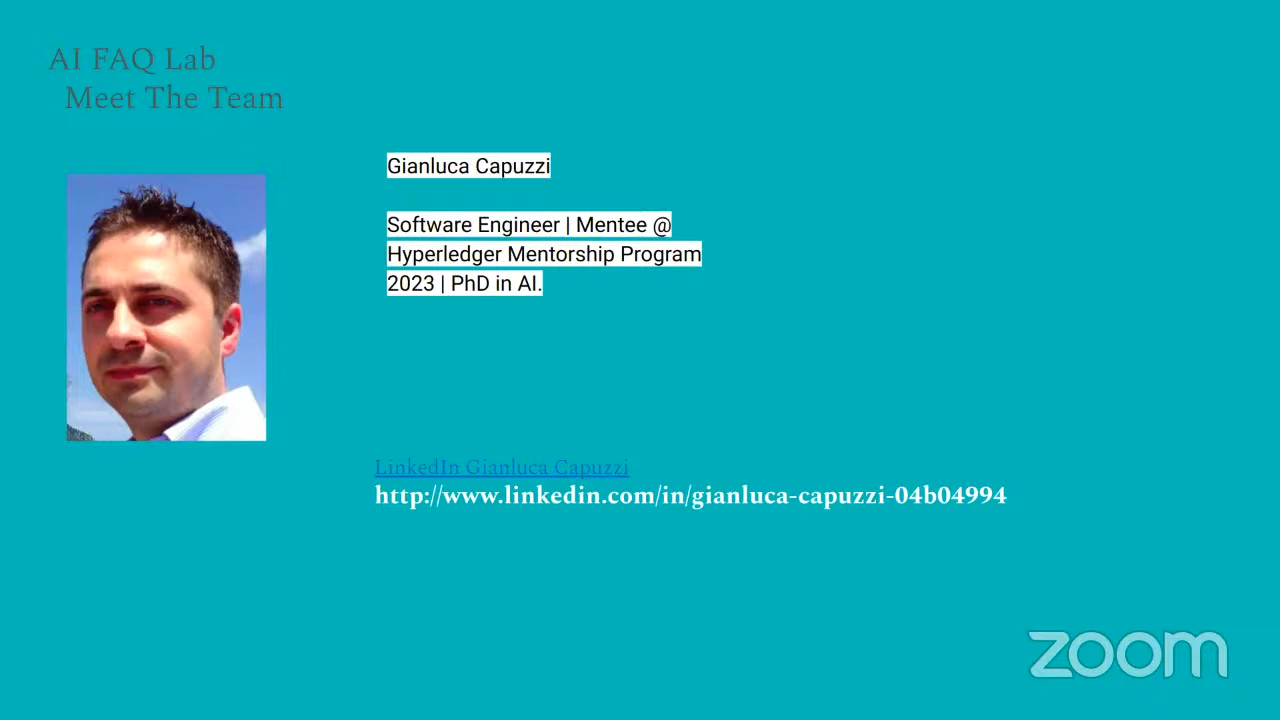 AI FAQ Lab
Meet The Team
Gianluca Capuzzi
Software Engineer | Mentee @
Hyperledger Mentorship Program
2023 | PhD in AI.
LinkedIn Gianluca Capuzzi
http://www.linkedin.com/in/gianluca-capuzzi-04b04994
zoom